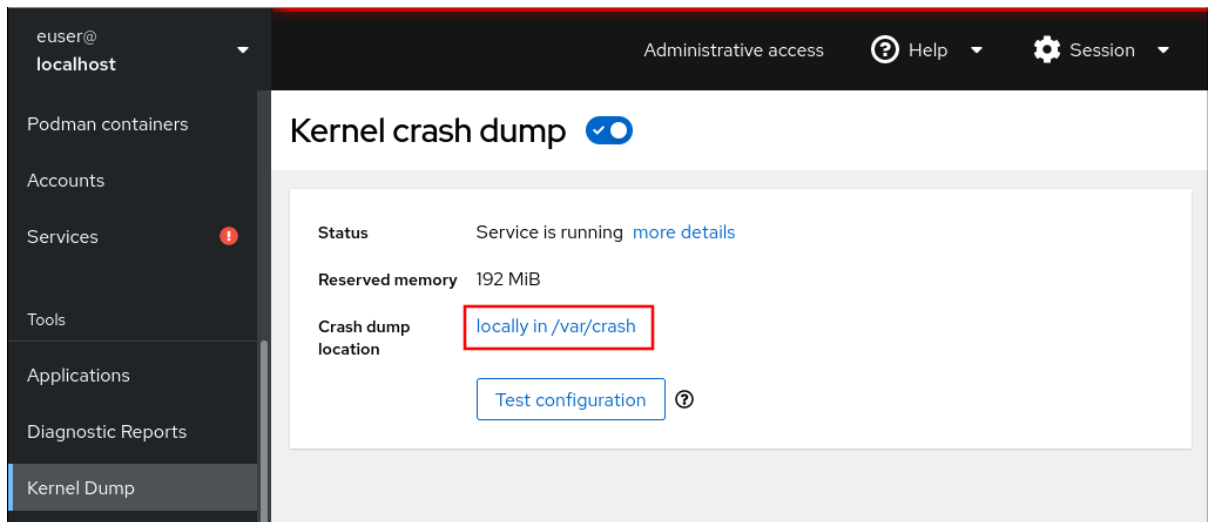 euser@
localhost
Administrative access
Help
Session
Podman containers
Accounts
Services
Tools
Applications
Diagnostic Reports
Kernel Dump
Kernel crash dump
Status Service is running more details
Reserved memory 192 MiB
Crash dump
location
locally in /var/crash
Test configuration